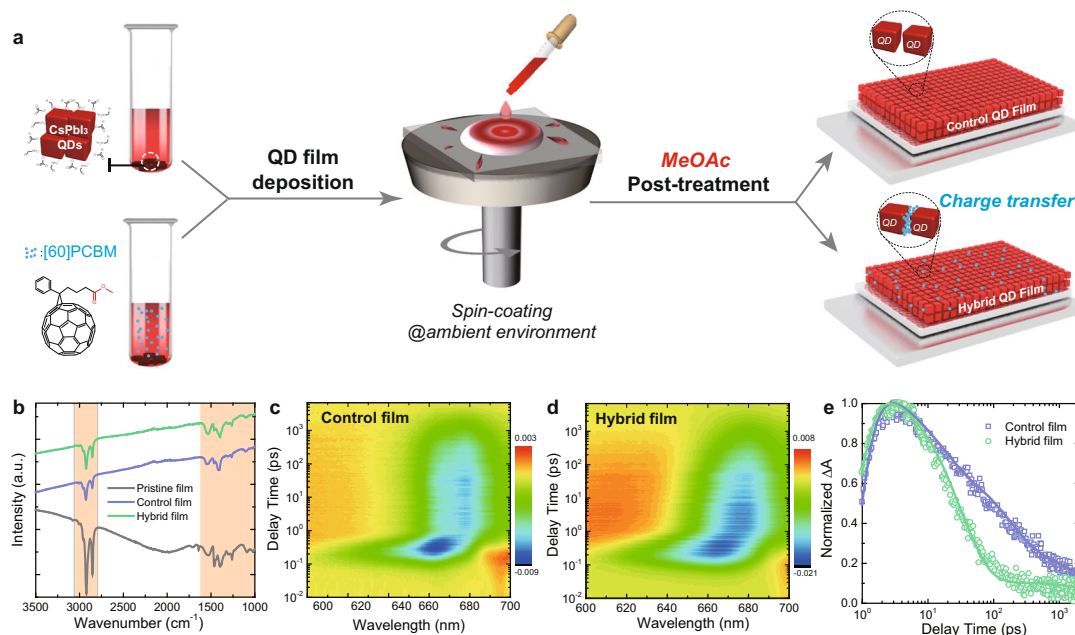 a
CsPbI₃
QDs
:[60]PCBM
QD film
deposition
Spin-coating
@ambient environment
MeOAc
Post-treatment
QD QD
Control QD Film
Charge transfer
QD QD
Hybrid QD Film
b
Intensity (a.u.)
Pristine film
Control film
Hybrid film
3500 3000 2500 2000 1500 1000
Wavenumber (cm⁻¹)
c
Control film
Delay Time (ps)
10³
10²
10¹
10⁰
10⁻¹
10⁻²
600 620 640 660 680 700
Wavelength (nm)
0.003
-0.009
d
Hybrid film
Delay Time (ps)
10³
10²
10¹
10⁰
10⁻¹
10⁻²
600 620 640 660 680 700
Wavelength (nm)
0.008
-0.021
e
Normalized ΔA
1.0
0.8
0.6
0.4
0.2
0.0
Control film
Hybrid film
10⁰ 10¹ 10² 10³
Delay Time (ps)